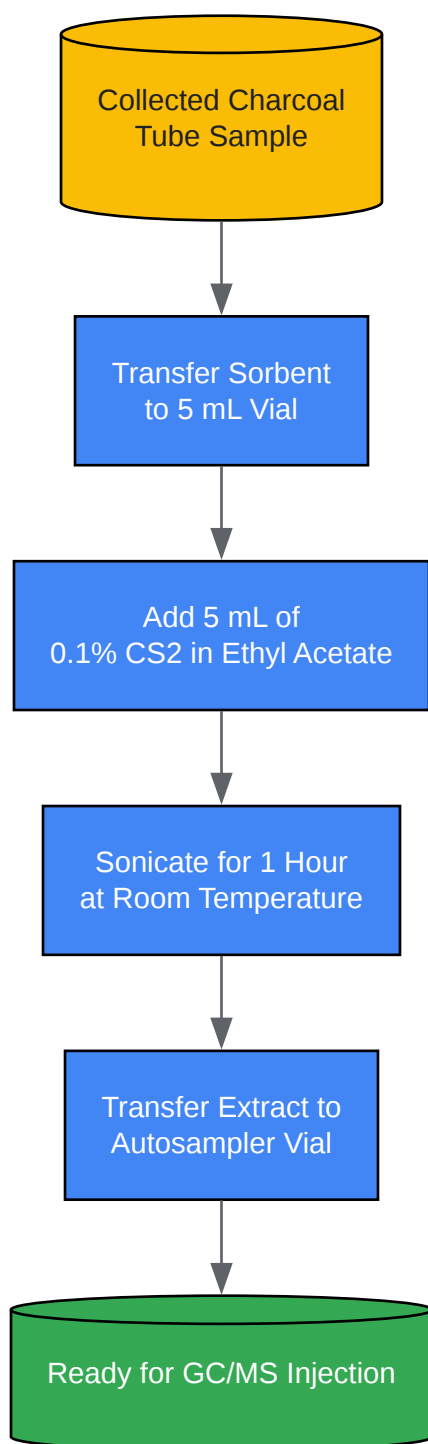 Collected Charcoal
Tube Sample
Transfer Sorbent
to 5 mL Vial
Add 5 mL of
0.1% CS2 in Ethyl Acetate
Sonicate for 1 Hour
at Room Temperature
Transfer Extract to
Autosampler Vial
Ready for GC/MS Injection